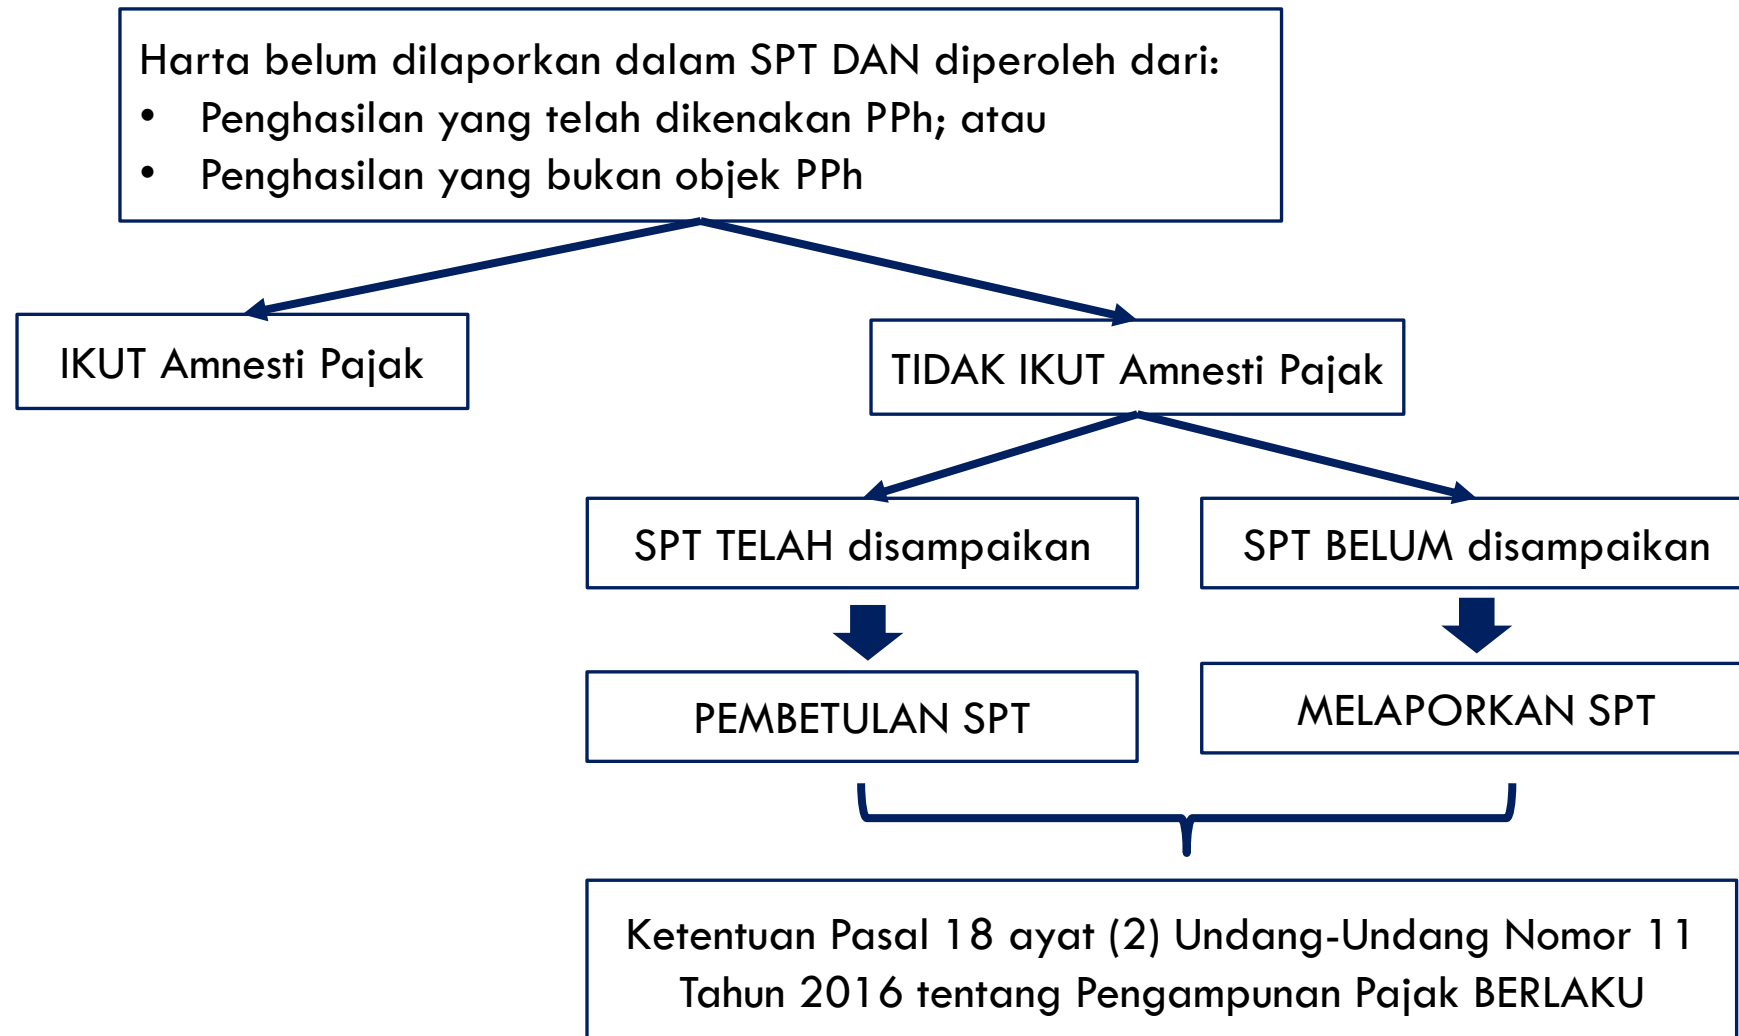 Harta belum dilaporkan dalam SPT DAN diperoleh dari:
• Penghasilan yang telah dikenakan PPh; atau
• Penghasilan yang bukan objek PPh
IKUT Amnesti Pajak
TIDAK IKUT Amnesti Pajak
SPT TELAH disampaikan
SPT BELUM disampaikan
PEMBETULAN SPT
MELAPORKAN SPT
Ketentuan Pasal 18 ayat (2) Undang-Undang Nomor 11
Tahun 2016 tentang Pengampunan Pajak BERLAKU